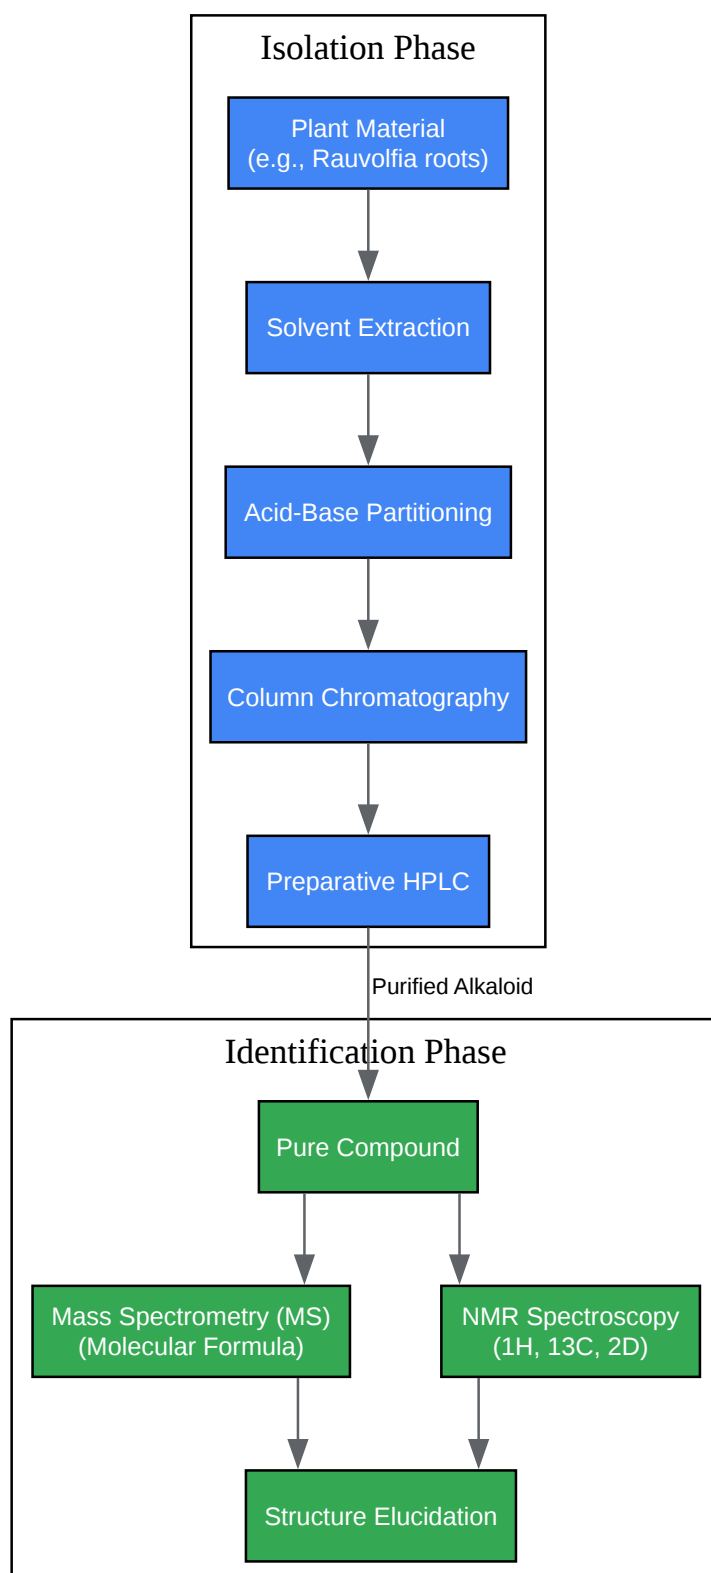 Isolation Phase
Plant Material
(e.g., Rauvolfia roots)
Solvent Extraction
Acid-Base Partitioning
Column Chromatography
Preparative HPLC
Purified Alkaloid
Identification Phase
Pure Compound
Mass Spectrometry (MS)
(Molecular Formula)
NMR Spectroscopy
(1H, 13C, 2D)
Structure Elucidation